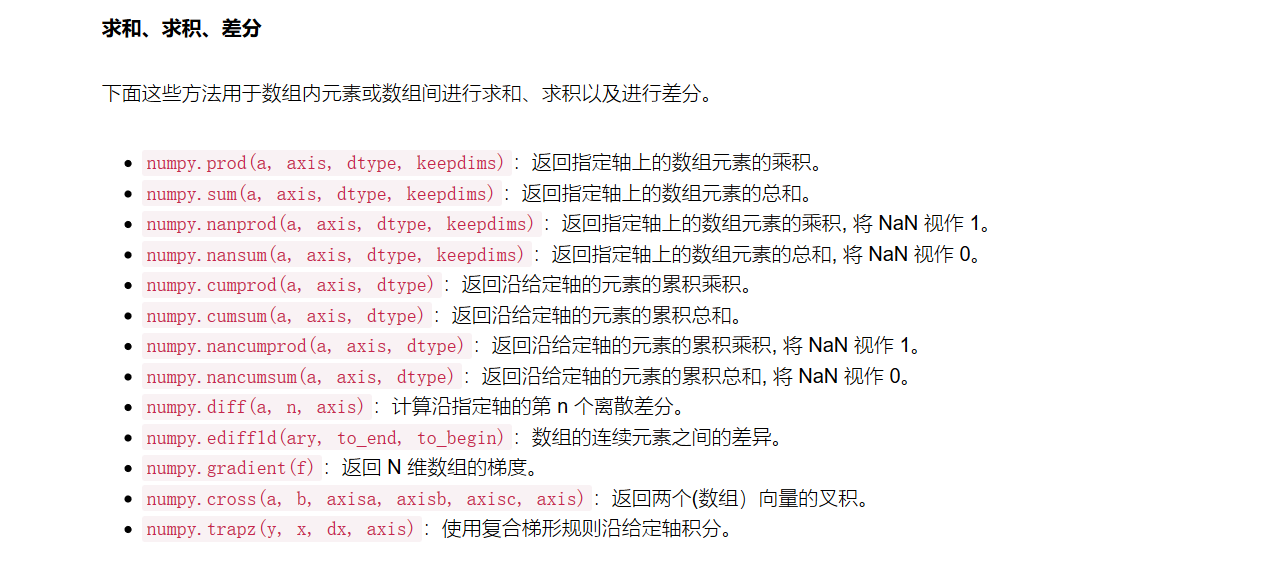 求和、求积、差分
下面这些方法用于数组内元素或数组间进行求和、求积以及进行差分。
numpy.prod(a, axis, dtype, keepdims)：返回指定轴上的数组元素的乘积。
numpy.sum(a, axis, dtype, keepdims)：返回指定轴上的数组元素的总和。
numpy.nanprod(a, axis, dtype, keepdims)：返回指定轴上的数组元素的乘积, 将 NaN 视作 1。
numpy.nansum(a, axis, dtype, keepdims)：返回指定轴上的数组元素的总和, 将 NaN 视作 0。
numpy.cumprod(a, axis, dtype)：返回沿给定轴的元素的累积乘积。
numpy.cumsum(a, axis, dtype)：返回沿给定轴的元素的累积总和。
numpy.nancumprod(a, axis, dtype)：返回沿给定轴的元素的累积乘积, 将 NaN 视作 1。
numpy.nancumsum(a, axis, dtype)：返回沿给定轴的元素的累积总和, 将 NaN 视作 0。
numpy.diff(a, n, axis)：计算沿指定轴的第 n 个离散差分。
numpy.ediff1d(ary, to_end, to_begin)：数组的连续元素之间的差异。
numpy.gradient(f)：返回 N 维数组的梯度。
numpy.cross(a, b, axisa, axisb, axisc, axis)：返回两个(数组）向量的叉积。
numpy.trapz(y, x, dx, axis)：使用复合梯形规则沿给定轴积分。